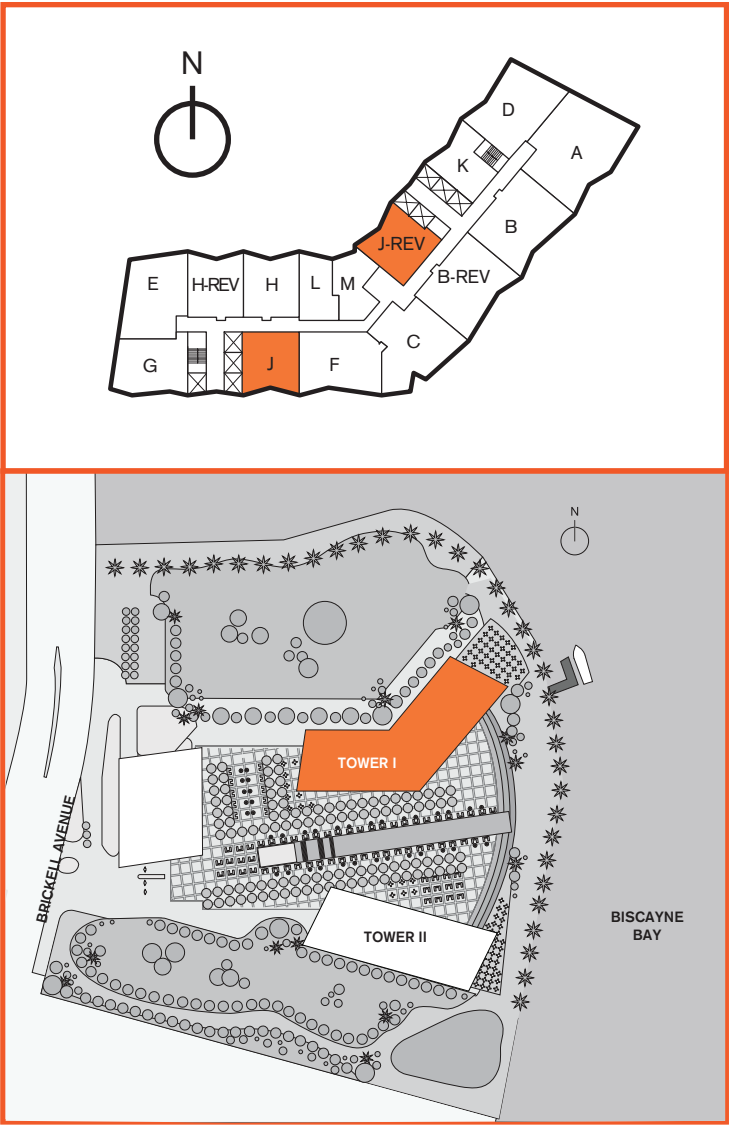 N
D
A
K
B
J-REV
B-REV
E
H-REV
H
L
M
C
G
J
F
N
TOWER I
BRICKELL AVENUE
BISCAYNE
BAY
TOWER II